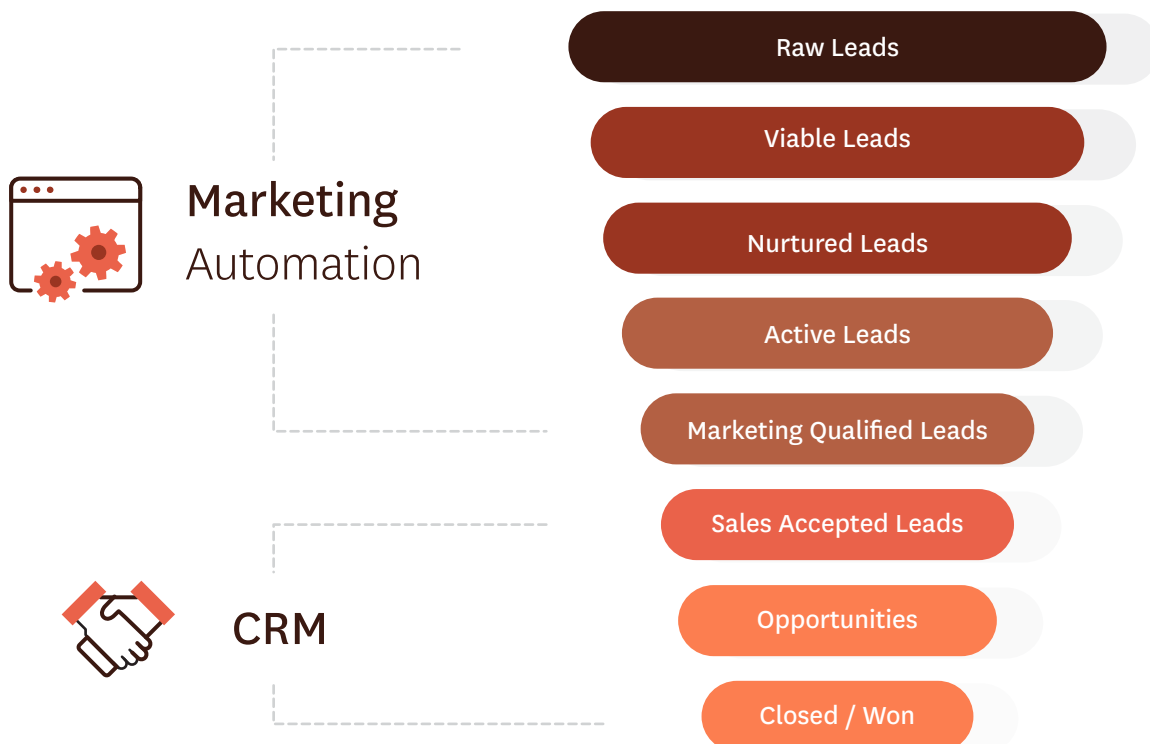 Marketing
Automation
CRM
Raw Leads
Viable Leads
Nurtured Leads
Active Leads
Marketing Qualified Leads
Sales Accepted Leads
Opportunities
Closed / Won